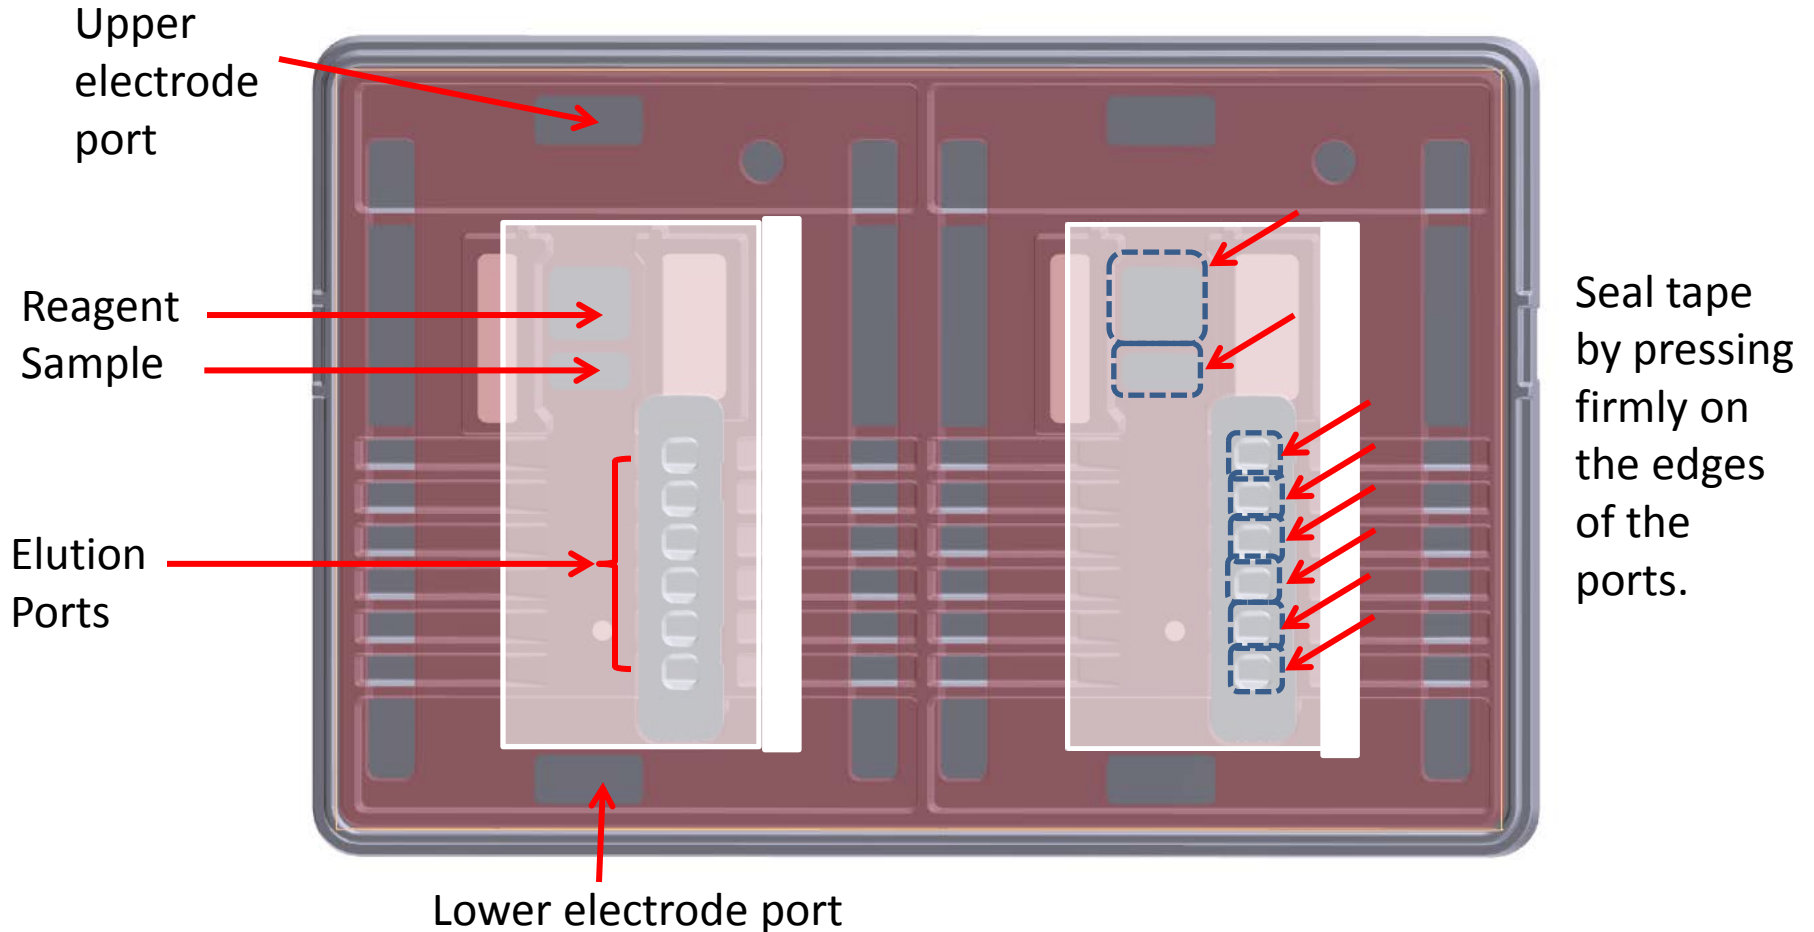 Upper
electrode
port
Reagent
Sample
Elution
Ports
Lower electrode port
Seal tape
by pressing
firmly on
the edges
of the
ports.